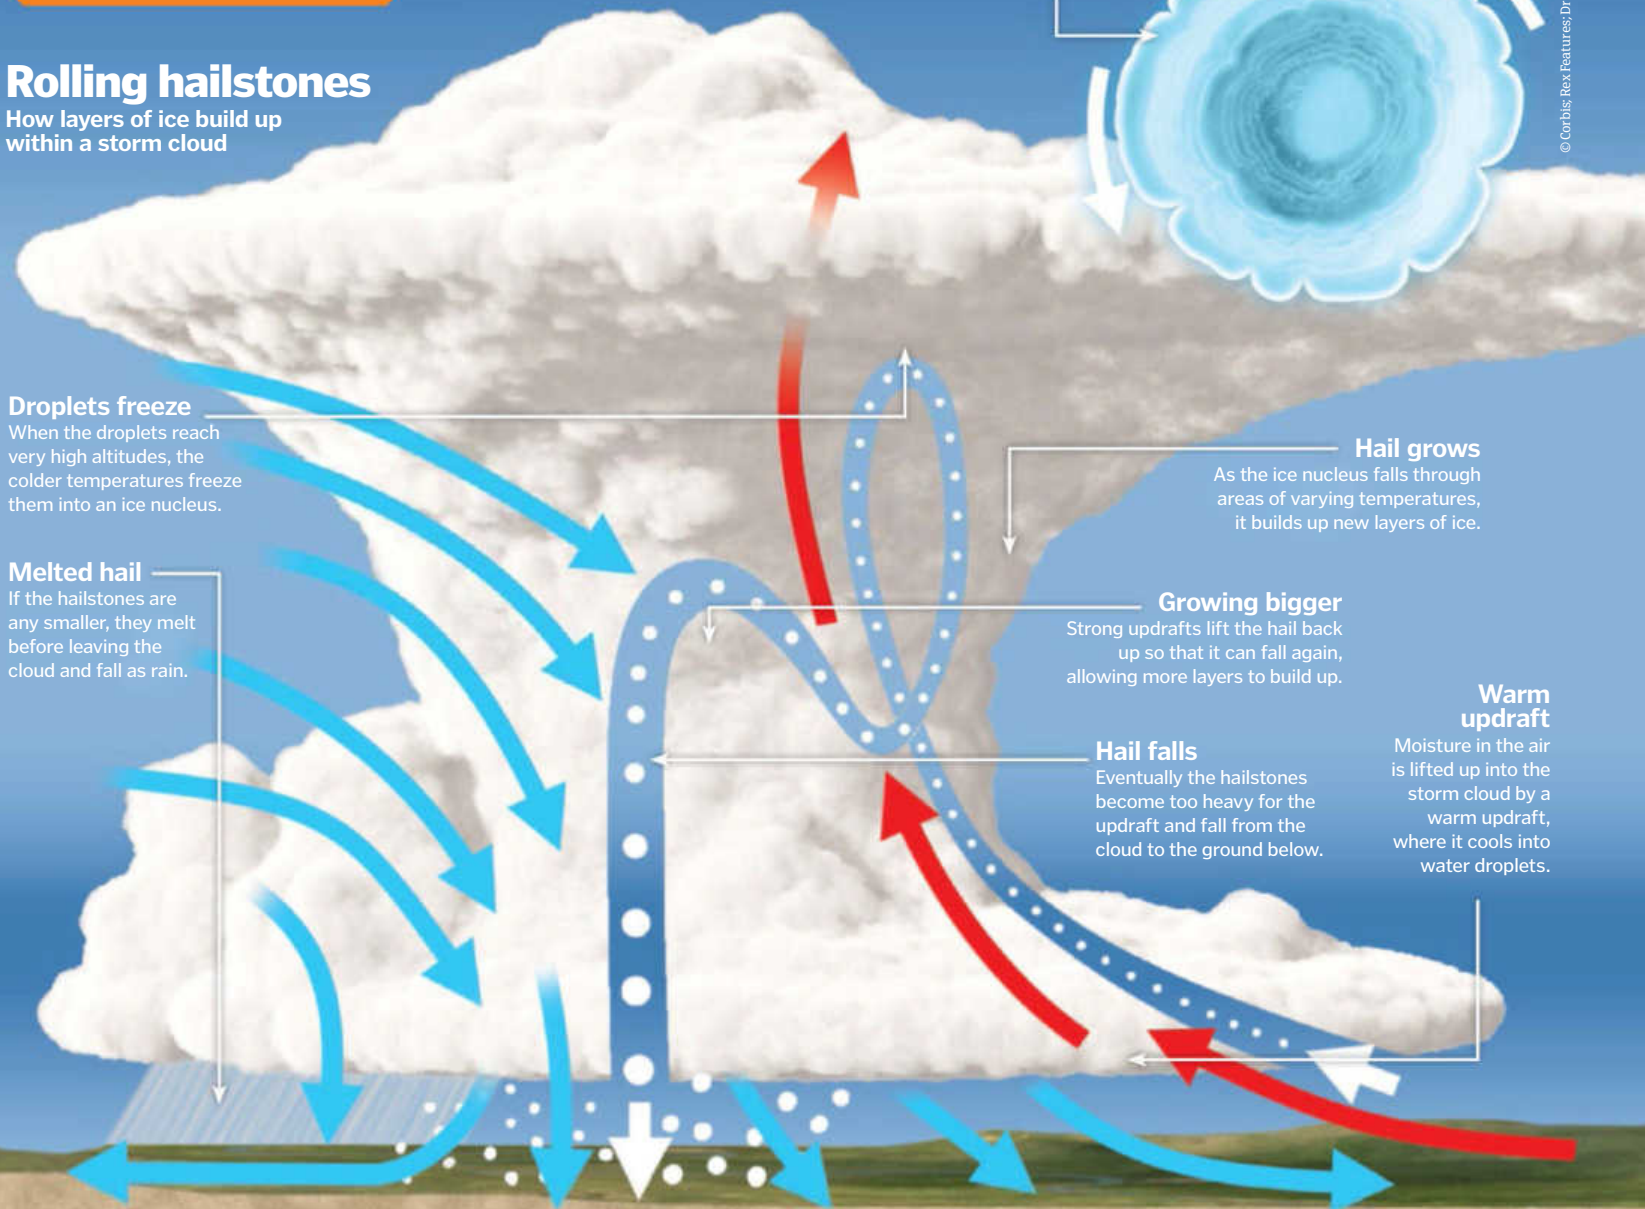 Rolling hailstones
How layers of ice build up
within a storm cloud
© Corbis; Rex Features;
Droplets freeze
When the droplets reach
very high altitudes, the
colder temperatures freeze
them into an ice nucleus.
Melted hail
If the hailstones are
any smaller, they melt
before leaving the
cloud and fall as rain.
Hail grows
As the ice nucleus falls through
areas of varying temperatures,
it builds up new layers of ice.
Growing bigger
Strong updrafts lift the hail back
up so that it can fall again,
allowing more layers to build up.
Hail falls
Eventually the hailstones
become too heavy for the
updraft and fall from the
cloud to the ground below.
Warm
updraft
Moisture in the air
is lifted up into the
storm cloud by a
warm updraft,
where it cools into
water droplets.